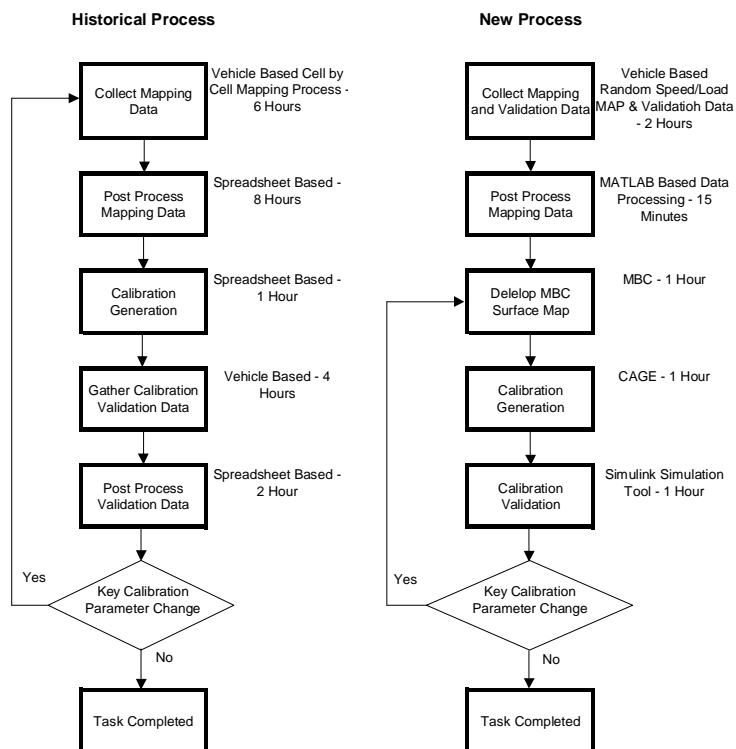 Historical Process
Collect Mapping
Data
Vehicle Based Cell by
Cell Mapping Process -
6 Hours
Post Process
Mapping Data
Spreadsheet Based -
8 Hours
Calibration
Generation
Spreadsheet Based -
1 Hour
Gather Calibration
Validation Data
Vehicle Based - 4
Hours
Post Process
Validation Data
Spreadsheet Based -
2 Hour
Yes
Key Calibration
Parameter Change
No
Task Completed
New Process
Collect Mapping
and Validation Data
Vehicle Based
Random Speed/Load
MAP & Validatioh Data
- 2 Hours
Post Process
Mapping Data
MATLAB Based Data
Processing - 15
Minutes
Delelop MBC
Surface Map
MBC - 1 Hour
Calibration
Generation
CAGE - 1 Hour
Calibration
Validation
Simulink Simulation
Tool - 1 Hour
Yes
Key Calibration
Parameter Change
No
Task Completed